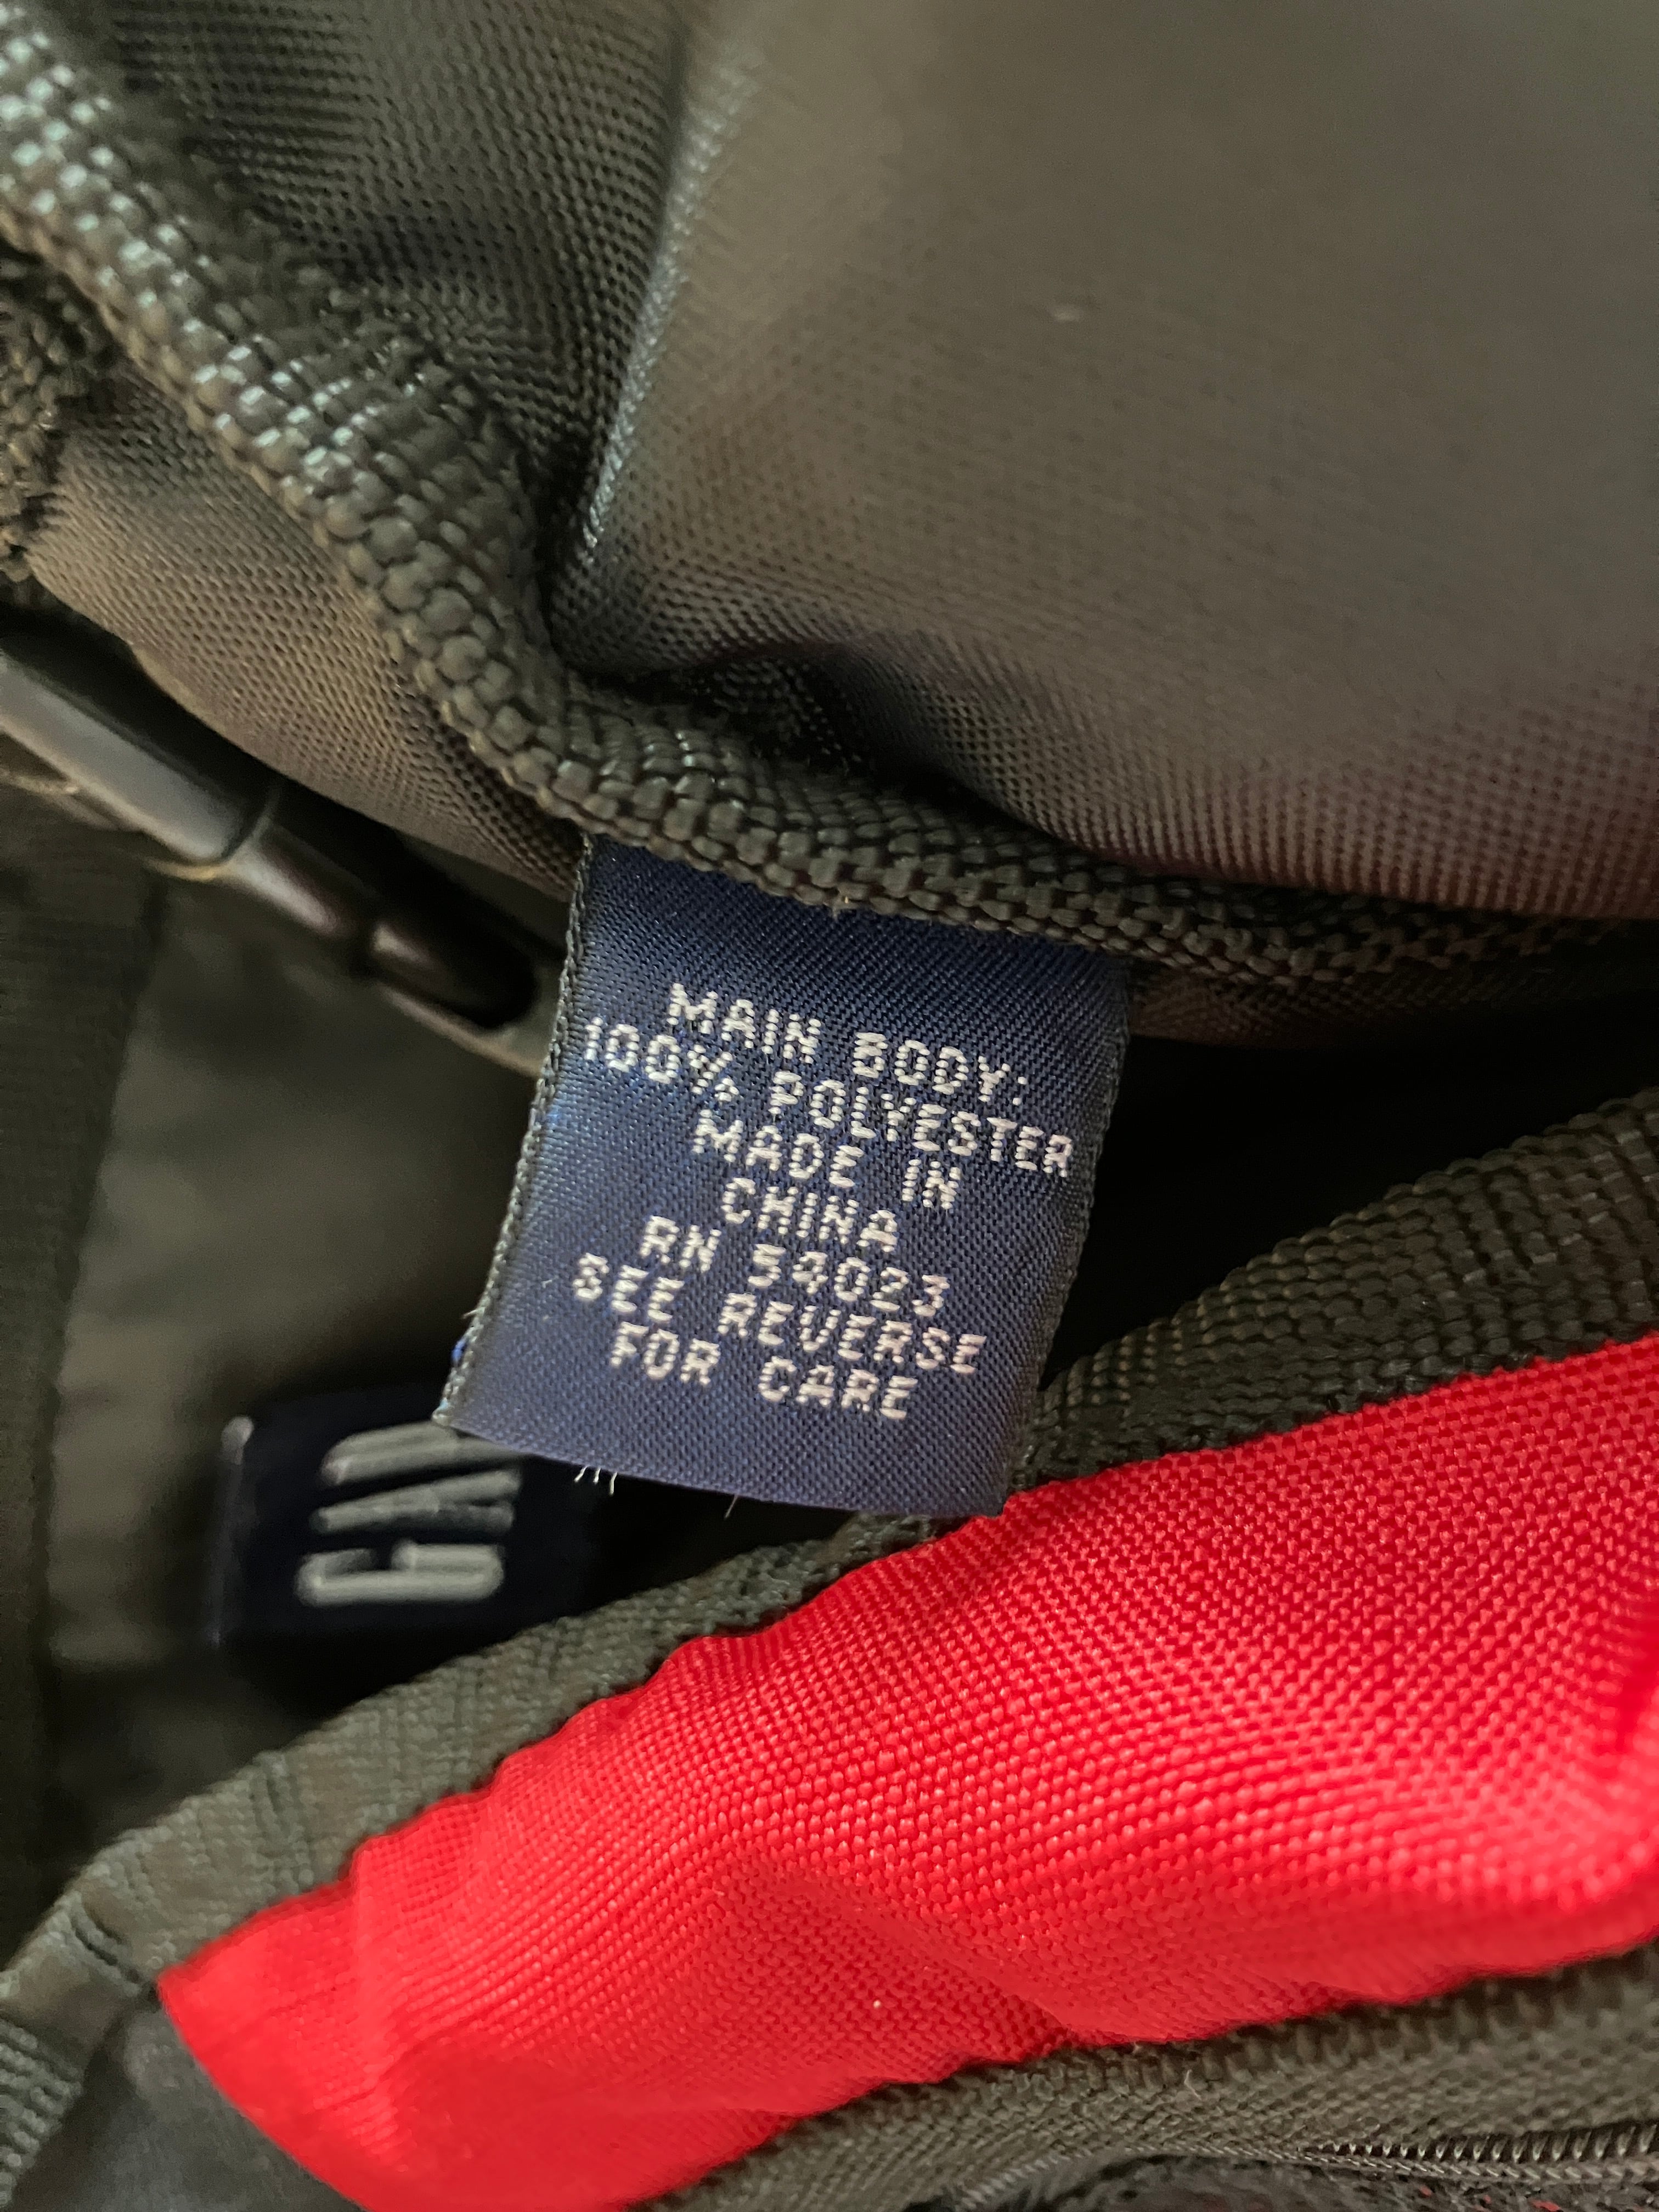 MAIN BODY:
100% POLYESTER
MADE IN
CHINA
RN 54023
SEE REVERSE
FOR CARE
GAP